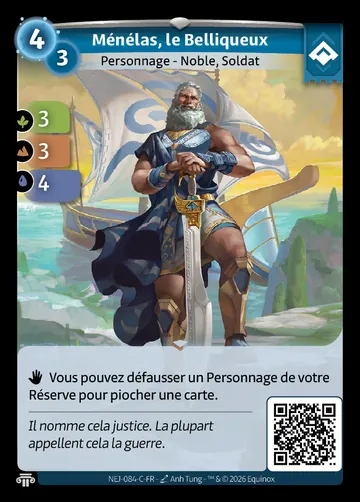 4
Ménélas, le Belliqueux
3
Personnage - Noble, Soldat
3
3
4
Vous pouvez défausser un Personnage de votre
Réserve pour piocher une carte.
Il nomme cela justice. La plupart
appellent cela la guerre.
NEJ-084-C-FR - Anh Tung - ™ & © 2026 Equinox